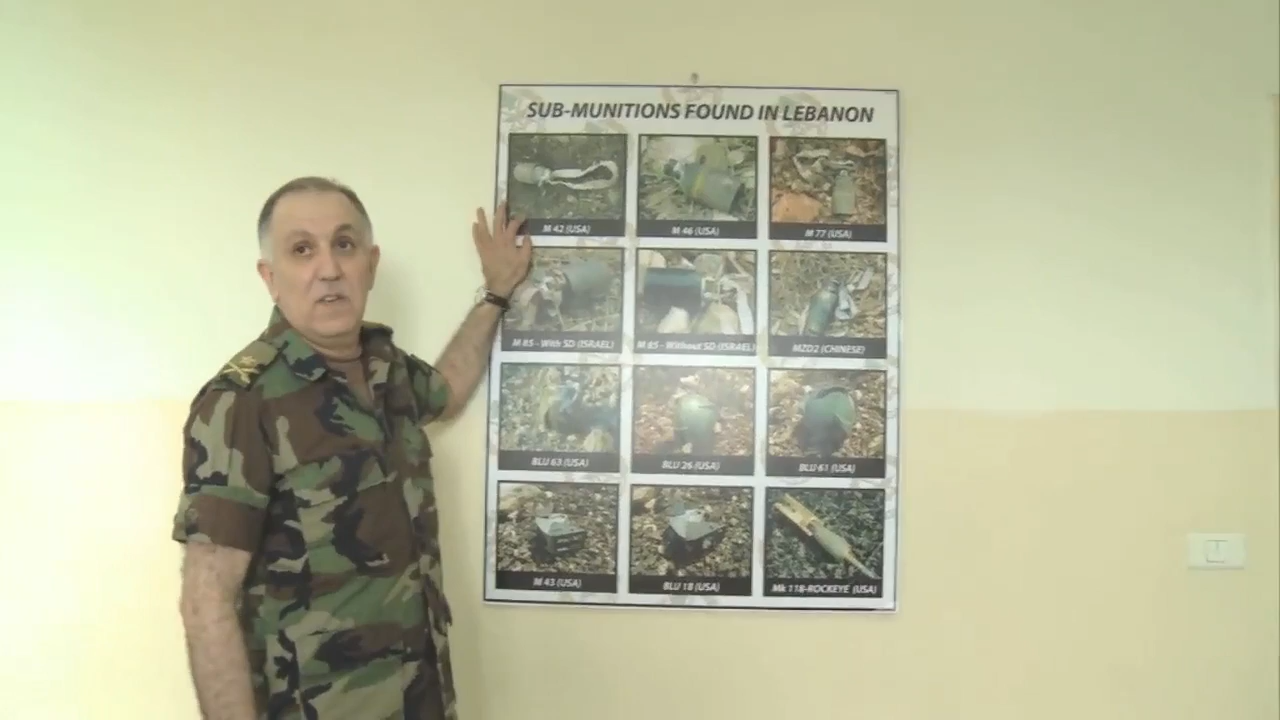 SUB-MUNITIONS FOUND IN LEBANON
M 42 (USA)
M 46 (USA)
M 77 (USA)
M 85 - With SD (ISRAEL)
M 85 - Without SD (ISRAEL)
MZD2 (CHINESE)
BLU 63 (USA)
BLU 26 (USA)
BLU 61 (USA)
M 43 (USA)
BLU 18 (USA)
Mk 118-ROCKEYE (USA)